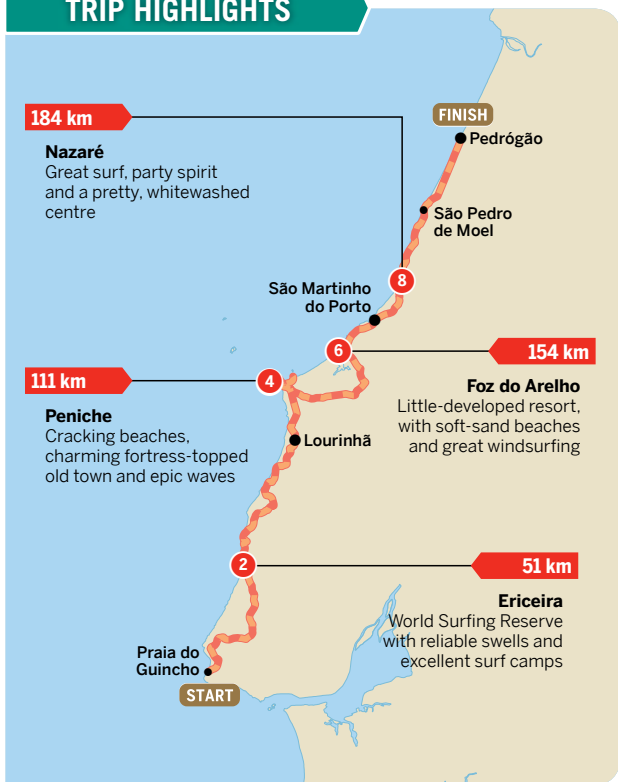 TRIP HIGHLIGHTS
184 km
Nazaré
Great surf, party spirit
and a pretty, whitewashed
centre
FINISH
Pedrógão
São Pedro
de Moel
8
São Martinho
do Porto
6
154 km
Foz do Arelho
Little-developed resort,
with soft-sand beaches
and great windsurfing
111 km
4
Peniche
Cracking beaches,
charming fortress-topped
old town and epic waves
Lourinhã
2
51 km
Ericeira
World Surfing Reserve
with reliable swells and
excellent surf camps
Praia do
Guincho
START